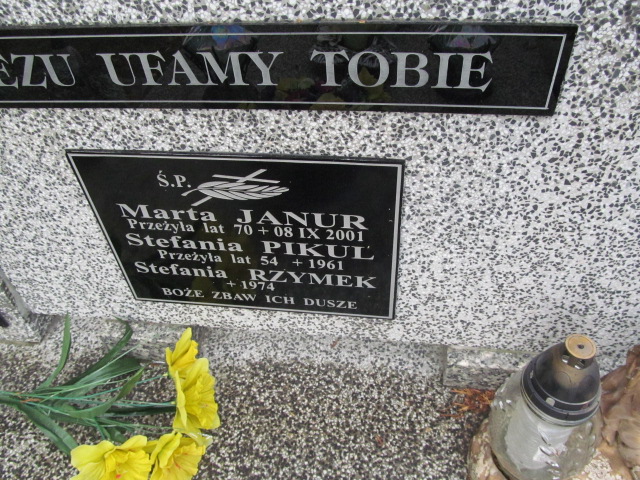 EZU UFAMY TOBIE
Ś.P.
Marta JANUR
Przeżyła lat 70 + 08 IX 2001
Stefania PIKUL
Przeżyła lat 54 + 1961
Stefania RZYMEK
+ 1974
BOŻE ZBAW ICH DUSZE